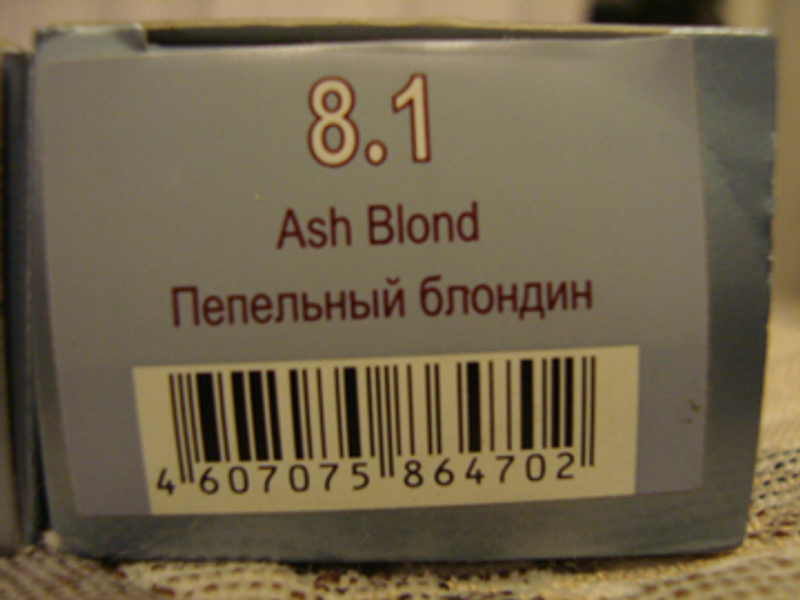 8.1
Ash Blond
Пепельный блондин
4 607075 864702